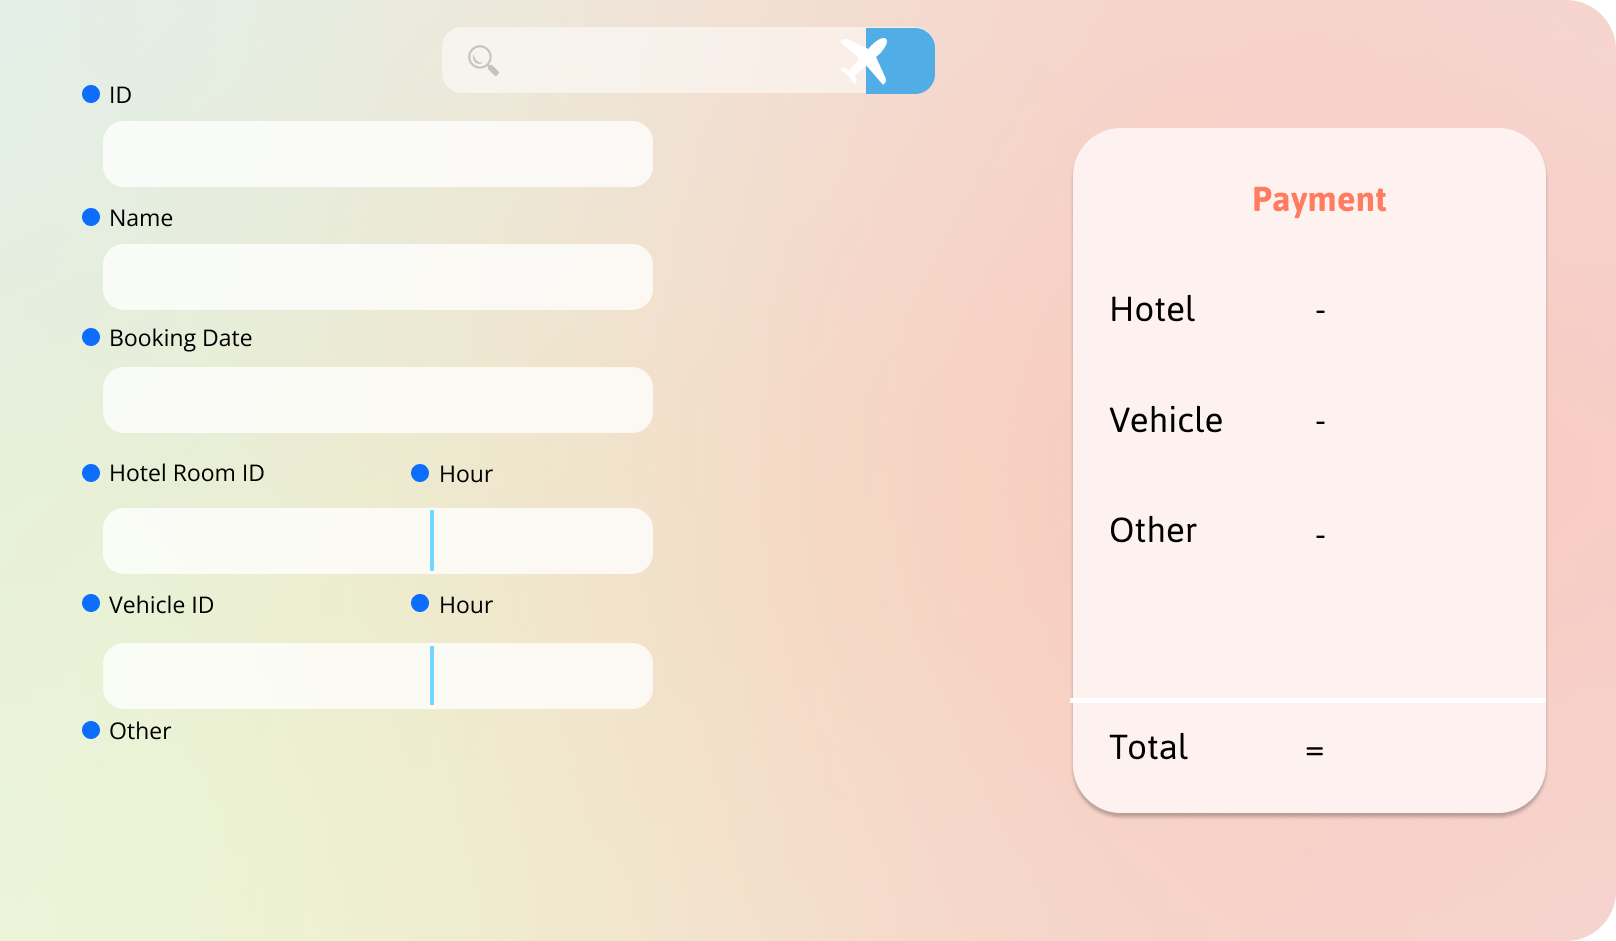 ID
Name
Booking Date
Hotel Room ID
Hour
Vehicle ID
Hour
Other
Payment
Hotel -
Vehicle -
Other -
Total =